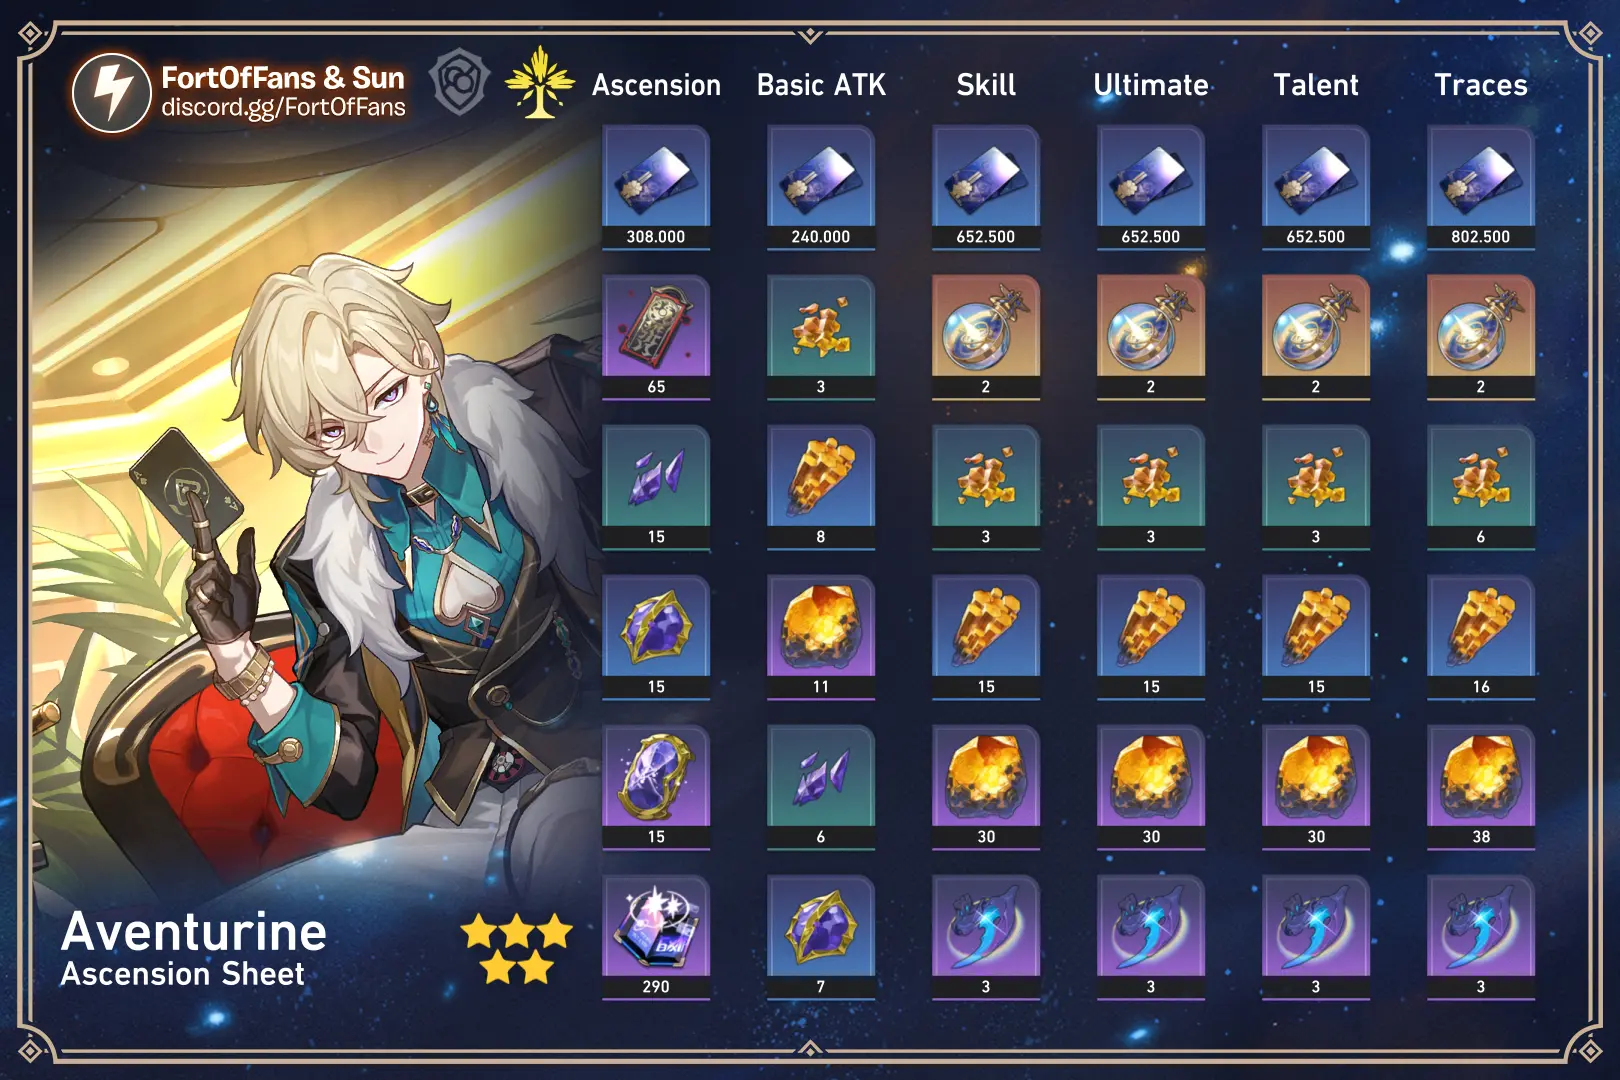 FortOfFans & Sun
discord.gg/FortOfFans
Ascension Basic ATK Skill Ultimate Talent Traces
308.000 240.000 652.500 652.500 652.500 802.500
65 3 2 2 2 2
15 8 3 3 3 6
15 11 15 15 15 16
15 6 30 30 30 38
290 7 3 3 3 3
Aventurine
Ascension Sheet